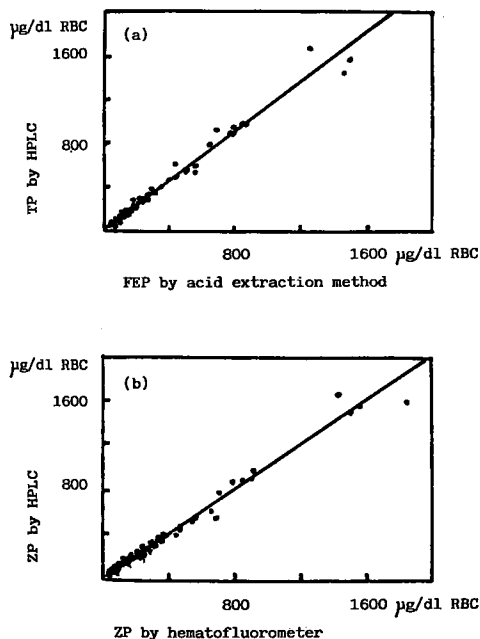 µg/dl RBC
(a)
1600
800
TP by HPLC
800 1600 µg/dl RBC
FEP by acid extraction method
µg/dl RBC
(b)
1600
800
ZP by HPLC
800 1600 µg/dl RBC
ZP by hematofluorometer